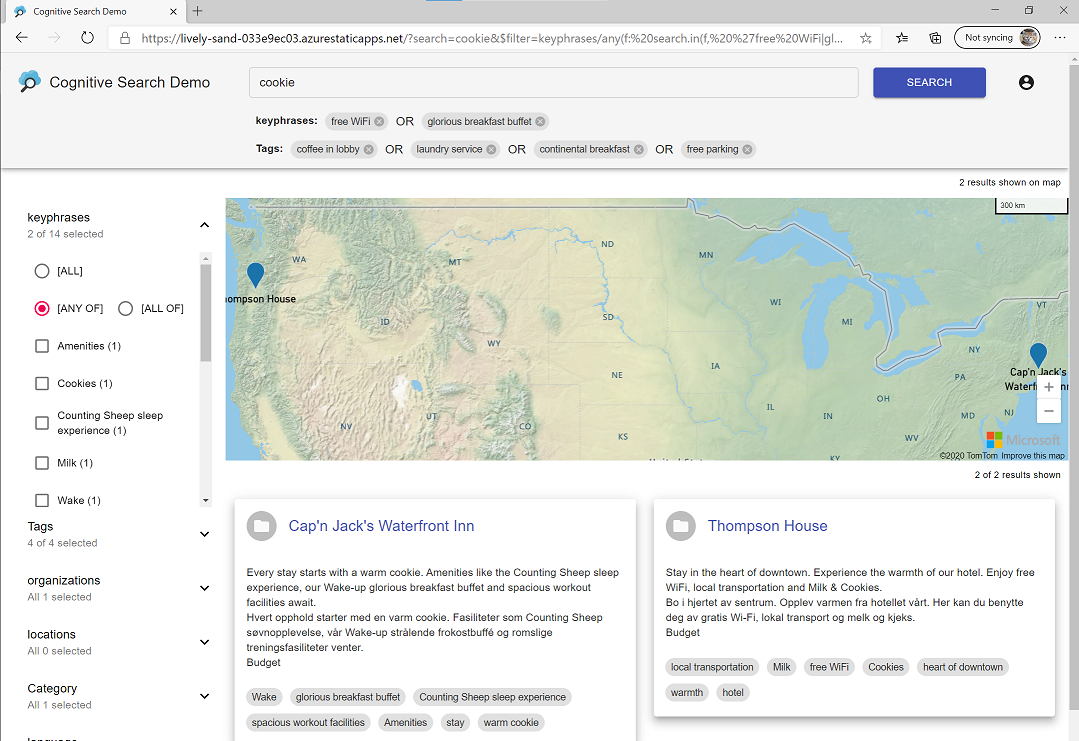 Cognitive Search Demo
https://lively-sand-033e9ec03.azurestaticapps.net/?search=cookie&$filter=keyphrases/any(f:%20search.in(f,%20%27free%20WiFi|gl...
Not syncing
Cognitive Search Demo
cookie
SEARCH
keyphrases: free WiFi OR glorious breakfast buffet
Tags: coffee in lobby OR laundry service OR continental breakfast OR free parking
2 results shown on map
keyphrases
2 of 14 selected
[ALL]
[ANY OF] [ALL OF]
Amenities (1)
Cookies (1)
Counting Sheep sleep
experience (1)
Milk (1)
Wake (1)
Tags
4 of 4 selected
organizations
All 1 selected
locations
All 0 selected
Category
All 1 selected
300 km
WA
MT
ND
MN
ompson House
ID
SD
WI
MI
VT
WY
NY
NE
IA
PA
Cap'n Jack's
NV
UT
CO
KS
IL
IN
OH
MD
NJ
WV
KY
Microsoft
©2020 TomTom Improve this map
2 of 2 results shown
Cap'n Jack's Waterfront Inn
Every stay starts with a warm cookie. Amenities like the Counting Sheep sleep
experience, our Wake-up glorious breakfast buffet and spacious workout
facilities await.
Hvert opphold starter med en varm cookie. Fasiliteter som Counting Sheep
søvnopplevelse, vår Wake-up strålende frokostbuffé og romslige
treningsfasiliteter venter.
Budget
Wake glorious breakfast buffet Counting Sheep sleep experience
spacious workout facilities Amenities stay warm cookie
Thompson House
Stay in the heart of downtown. Experience the warmth of our hotel. Enjoy free
WiFi, local transportation and Milk & Cookies.
Bo i hjertet av sentrum. Opplev varmen fra hotellet vårt. Her kan du benytte
deg av gratis Wi-Fi, lokal transport og melk og kjeks.
Budget
local transportation Milk free WiFi Cookies heart of downtown
warmth hotel